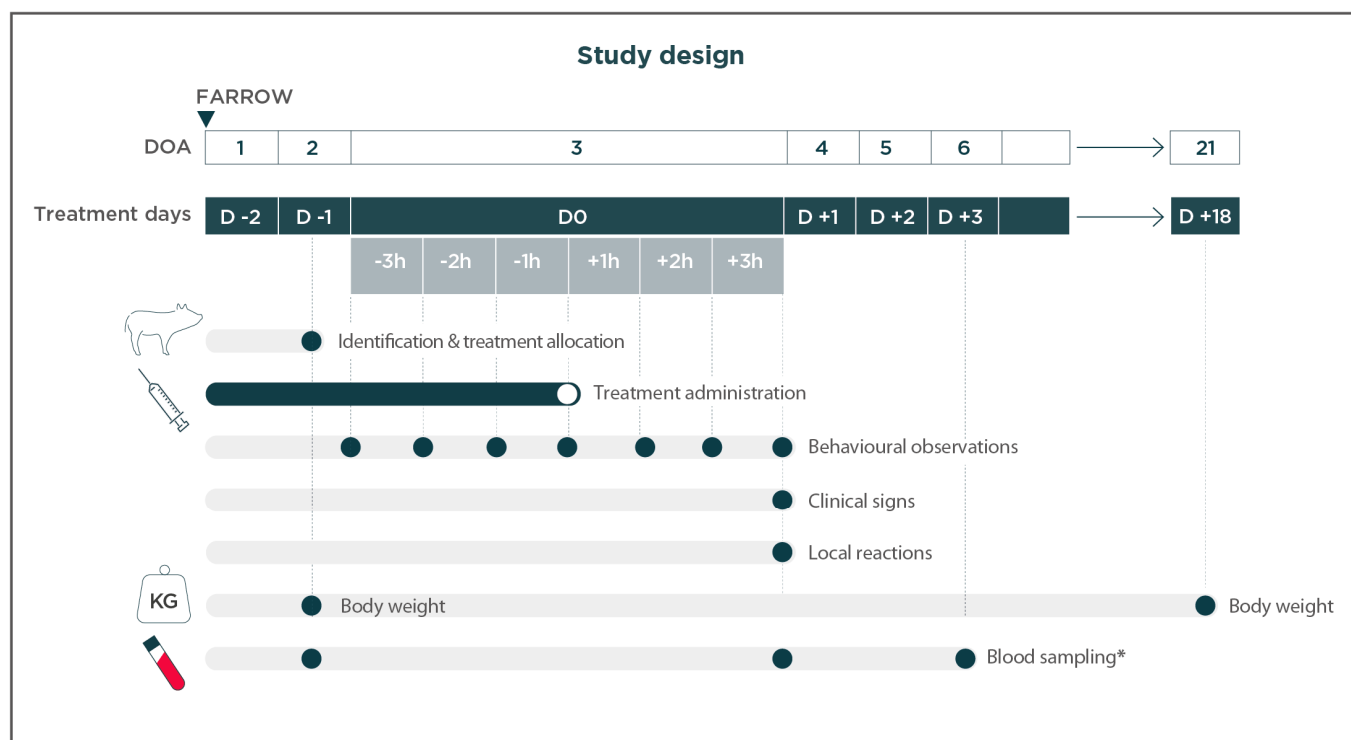 Study design
FARROW
DOA 1 2 3 4 5 6 21
Treatment days D -2 D -1 D0 D +1 D +2 D +3 D +18
-3h -2h -1h +1h +2h +3h
Identification & treatment allocation
Treatment administration
Behavioural observations
Clinical signs
Local reactions
KG Body weight Body weight
Blood sampling*